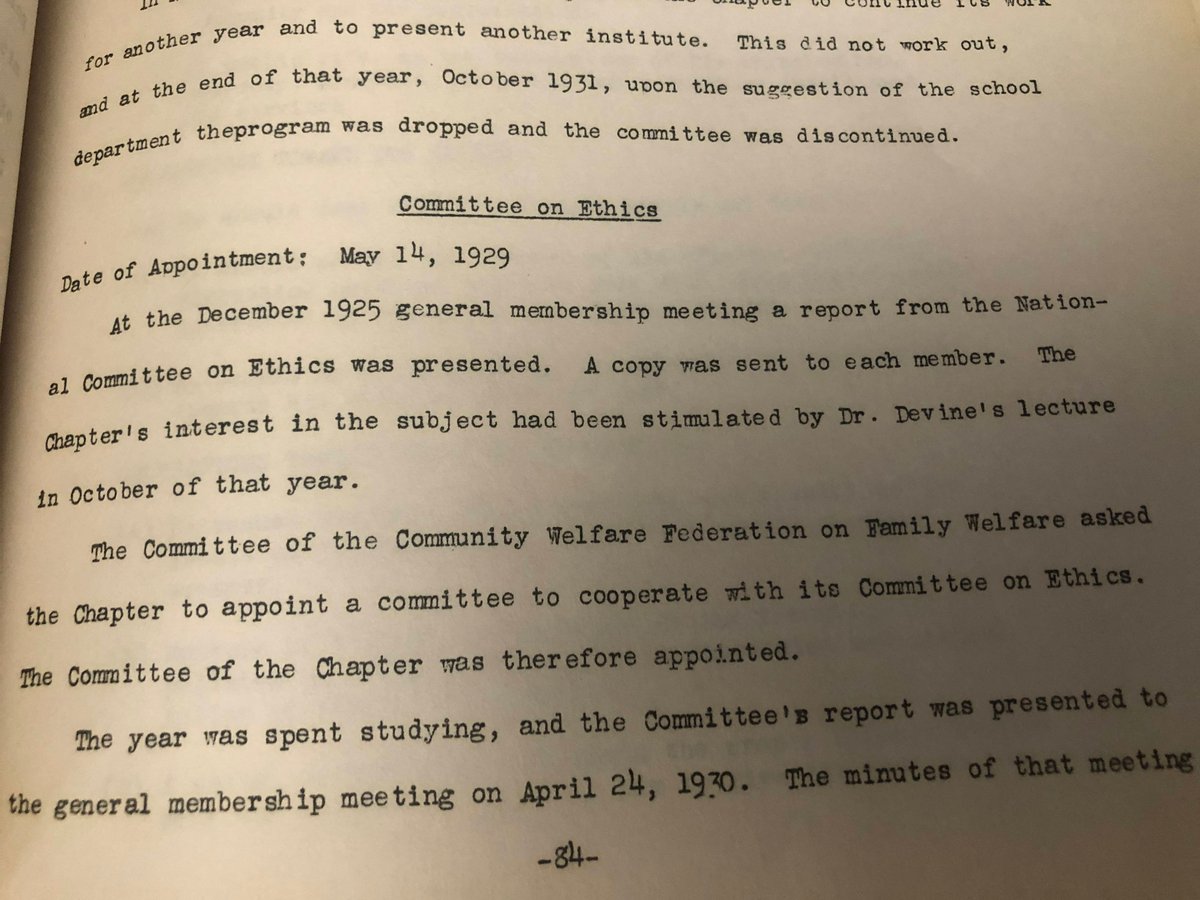 Chapter to continue its work
for another year and to present another institute. This did not work out,
and at the end of that year, October 1931, upon the suggestion of the school
department theprogram was dropped and the committee was discontinued.
Committee on Ethics
Date of Appointment: May 14, 1929
At the December 1925 general membership meeting a report from the Nation-
al Committee on Ethics was presented. A copy was sent to each member. The
Chapter's interest in the subject had been stimulated by Dr. Devine's lecture
in October of that year.
The Committee of the Community Welfare Federation on Family Welfare asked
the Chapter to appoint a committee to cooperate with its Committee on Ethics.
The Committee of the Chapter was therefore appointed.
The year was spent studying, and the Committee's report was presented to
the general membership meeting on April 24, 1930. The minutes of that meeting
-84-